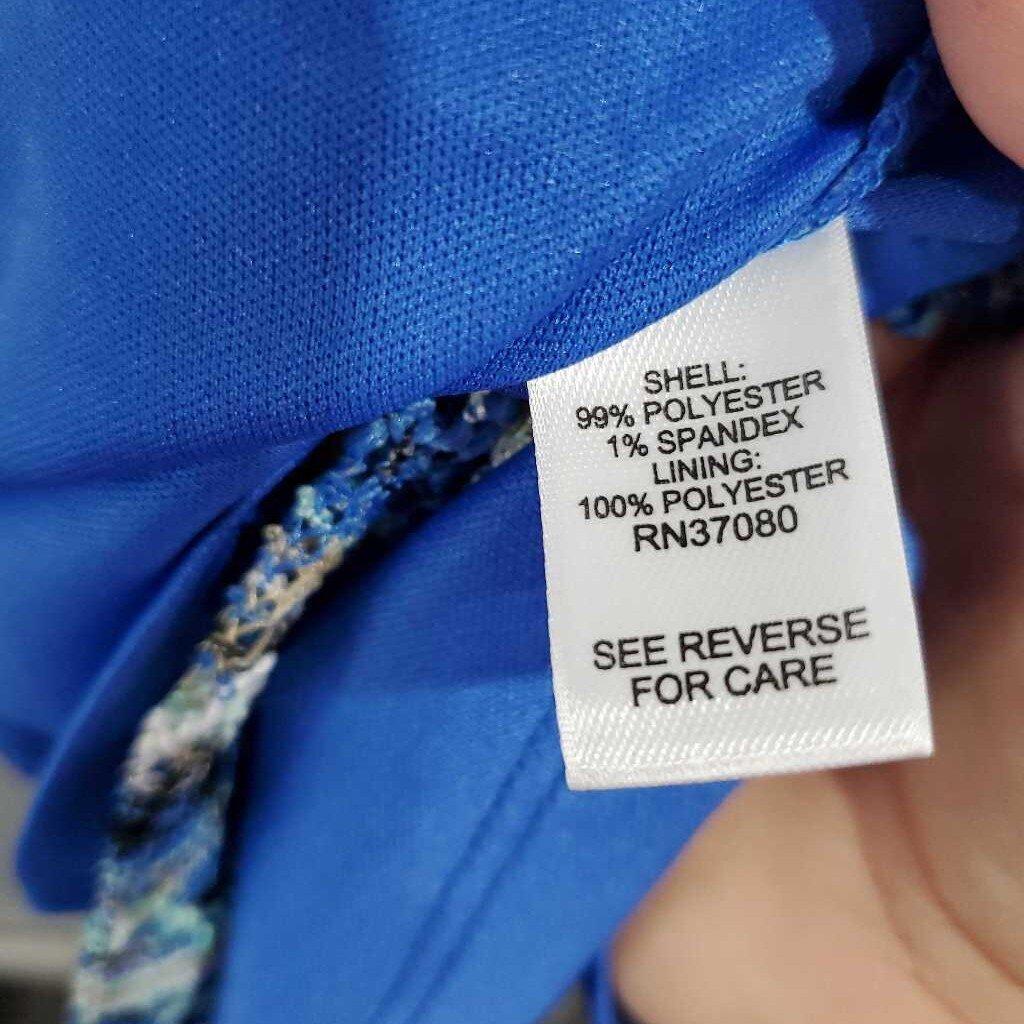 SHELL:
99% POLYESTER
1% SPANDEX
LINING:
100% POLYESTER
RN37080
SEE REVERSE
FOR CARE